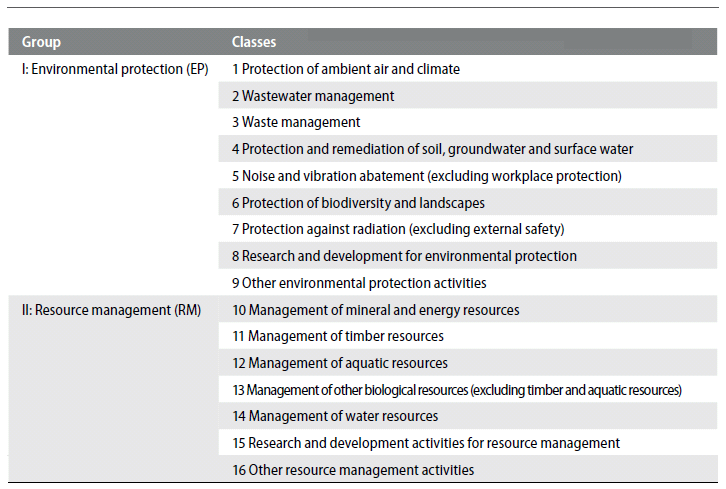 Group Classes
I: Environmental protection (EP) 1 Protection of ambient air and climate
2 Wastewater management
3 Waste management
4 Protection and remediation of soil, groundwater and surface water
5 Noise and vibration abatement (excluding workplace protection)
6 Protection of biodiversity and landscapes
7 Protection against radiation (excluding external safety)
8 Research and development for environmental protection
9 Other environmental protection activities
II: Resource management (RM) 10 Management of mineral and energy resources
11 Management of timber resources
12 Management of aquatic resources
13 Management of other biological resources (excluding timber and aquatic resources)
14 Management of water resources
15 Research and development activities for resource management
16 Other resource management activities